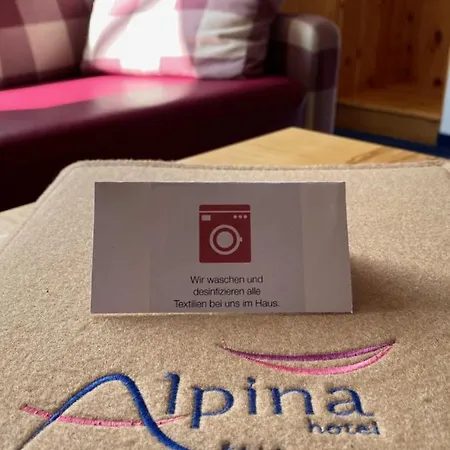 Wir waschen und
desinfizieren alle
Textilien bei uns im Haus.
Alpina
hotel